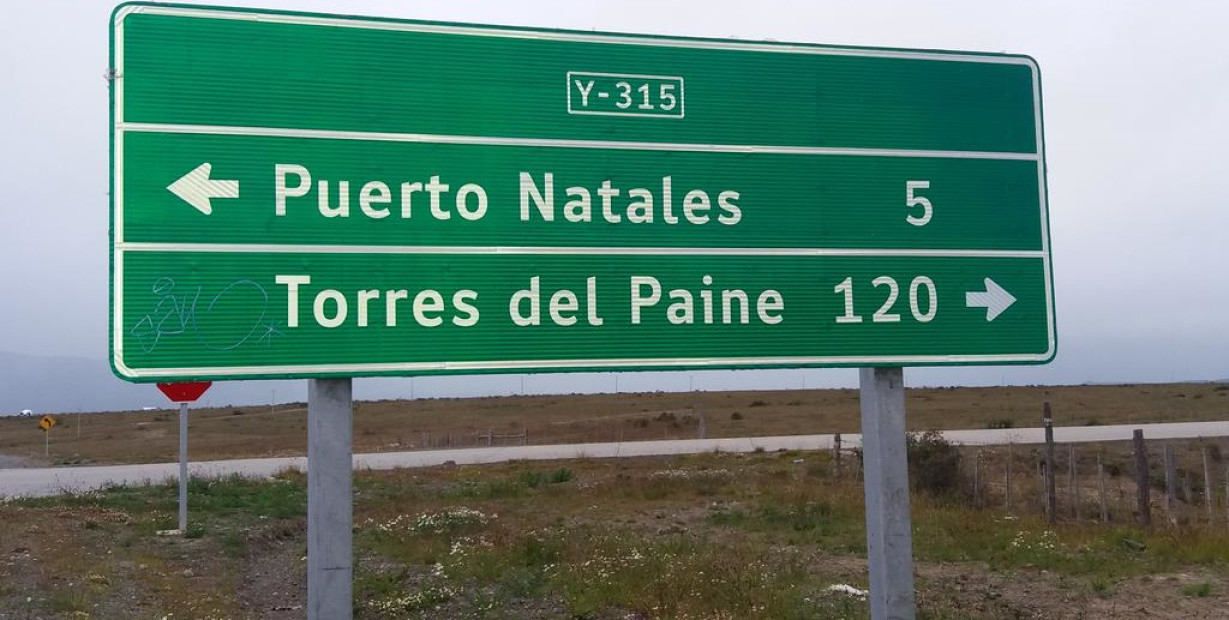 Y-315
Puerto Natales 5
Torres del Paine 120